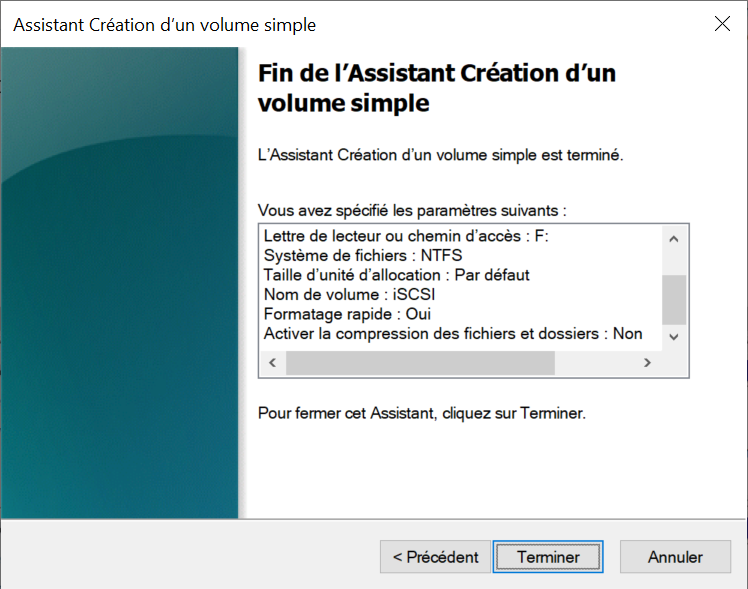 Assistant Création d’un volume simple
Fin de l’Assistant Création d’un
volume simple
L’Assistant Création d’un volume simple est terminé.
Vous avez spécifié les paramètres suivants :
Lettre de lecteur ou chemin d’accès : F:
Système de fichiers : NTFS
Taille d’unité d’allocation : Par défaut
Nom de volume : iSCSI
Formatage rapide : Oui
Activer la compression des fichiers et dossiers : Non
Pour fermer cet Assistant, cliquez sur Terminer.
< Précédent
Terminer
Annuler